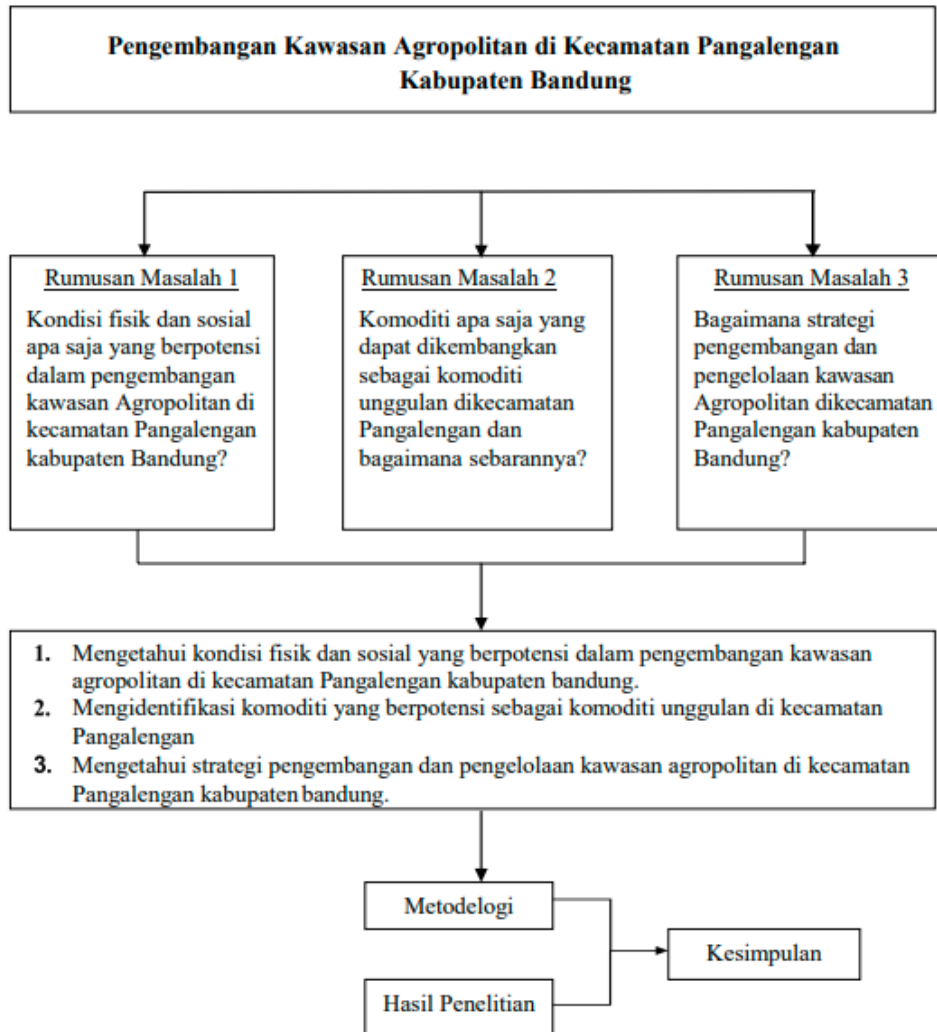 Pengembangan Kawasan Agropolitan di Kecamatan Pangalengan
Kabupaten Bandung
Rumusan Masalah 1
Kondisi fisik dan sosial
apa saja yang berpotensi
dalam pengembangan
kawasan Agropolitan di
kecamatan Pangalengan
kabupaten Bandung?
Rumusan Masalah 2
Komoditi apa saja yang
dapat dikembangkan
sebagai komoditi
unggulan dikecamatan
Pangalengan dan
bagaimana sebarannya?
Rumusan Masalah 3
Bagaimana strategi
pengembangan dan
pengelolaan kawasan
Agropolitan dikecamatan
Pangalengan kabupaten
Bandung?
1. Mengetahui kondisi fisik dan sosial yang berpotensi dalam pengembangan kawasan
agropolitan di kecamatan Pangalengan kabupaten bandung.
2. Mengidentifikasi komoditi yang berpotensi sebagai komoditi unggulan di kecamatan
Pangalengan
3. Mengetahui strategi pengembangan dan pengelolaan kawasan agropolitan di kecamatan
Pangalengan kabupaten bandung.
Metodelogi
Kesimpulan
Hasil Penelitian